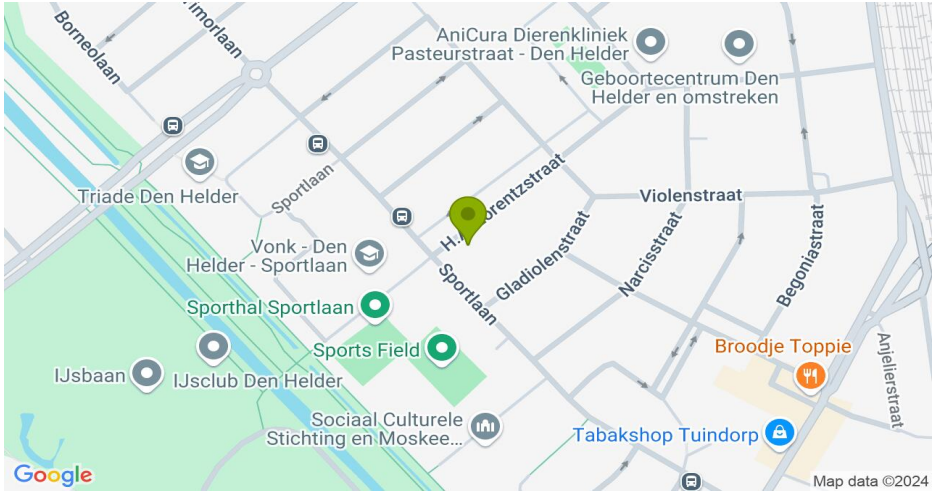 Borneolaan
Timorlaan
AniCura Dierenkliniek
Pasteurstraat - Den Helder
Geboortecentrum Den
Helder en omstreken
Triade Den Helder
Sportlaan
Violenstraat
Gladiolenstraat
Narcisstraat
Begoniastraat
Vonk - Den
Helder - Sportlaan
Sportlaan
Sporthal Sportlaan
Sports Field
IJsbaan
IJsclub Den Helder
Broodje Toppie
Anjelierstraat
Sociaal Culturele
Stichting en Moskee...
Tabakshop Tuindorp
Google
Map data ©2024